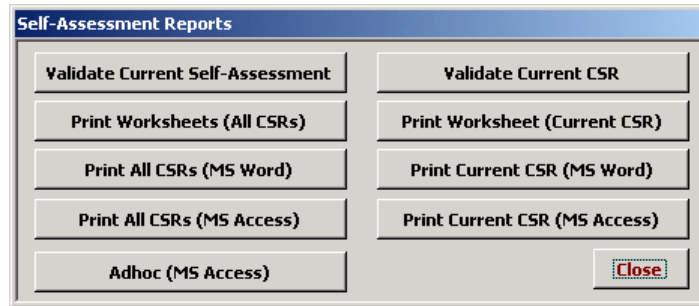 Self-Assessment Reports
Validate Current Self-Assessment
Validate Current CSR
Print Worksheets (All CSRs)
Print Worksheet (Current CSR)
Print All CSRs (MS Word)
Print Current CSR (MS Word)
Print All CSRs (MS Access)
Print Current CSR (MS Access)
Adhoc (MS Access)
Close